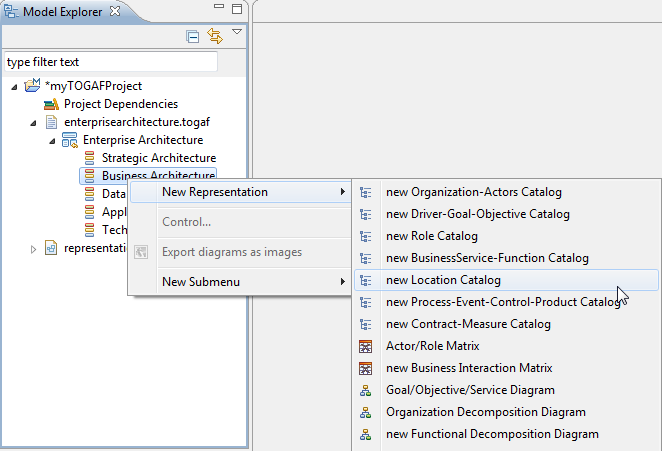 Model Explorer
type filter text
*myTOGAFProject
Project Dependencies
enterprisearchitecture.togaf
Enterprise Architecture
Strategic Architecture
Business Architecture
Data
Appl
Tech
representati
New Representation
Control...
Export diagrams as images
New Submenu
new Organization-Actors Catalog
new Driver-Goal-Objective Catalog
new Role Catalog
new BusinessService-Function Catalog
new Location Catalog
new Process-Event-Control-Product Catalog
new Contract-Measure Catalog
Actor/Role Matrix
new Business Interaction Matrix
Goal/Objective/Service Diagram
Organization Decomposition Diagram
new Functional Decomposition Diagram